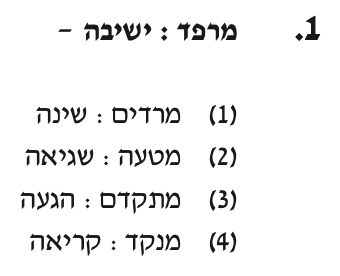 1. מרפד : ישיבה –
(1) מרדים : שינה
(2) מטעה : שגיאה
(3) מתקדם : הגעה
(4) מנקד : קריאה